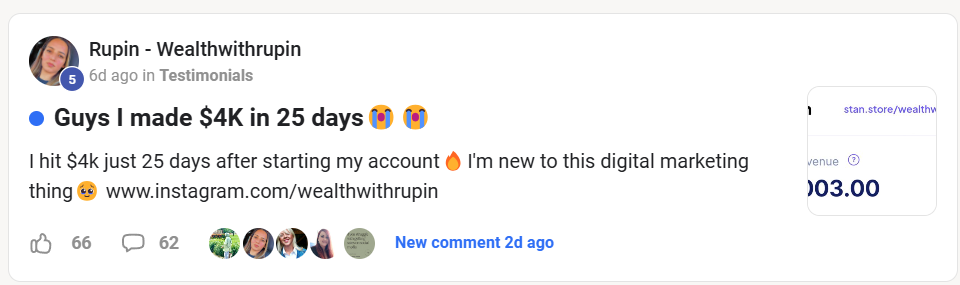 Rupin - Wealthwithrupin
5
6d ago in Testimonials
Guys I made $4K in 25 days😭 😭
I hit $4k just 25 days after starting my account🔥 I'm new to this digital marketing
thing🥺 www.instagram.com/wealthwithrupin
stan.store/wealthw
venue ?
003.00
66
62
New comment 2d ago